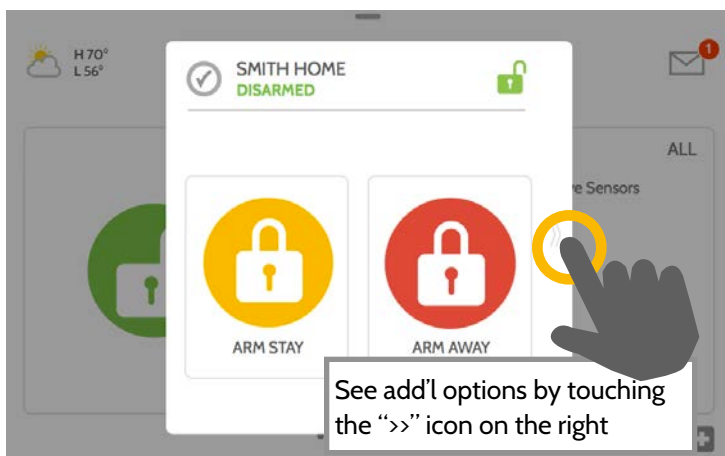 H 70°
L 56°
SMITH HOME
DISARMED
1
ALL
Sensors
ARM STAY
ARM AWAY
See add'l options by touching
the “>>” icon on the right